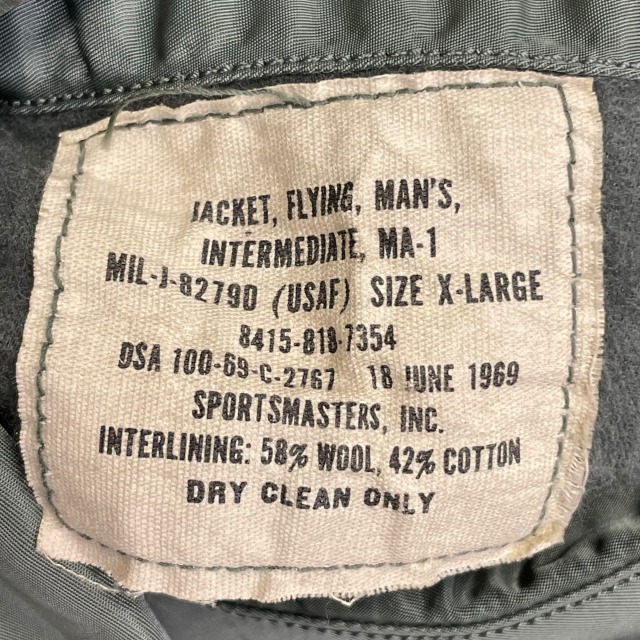 JACKET, FLYING, MAN'S,
INTERMEDIATE, MA-1
MIL-J-8279D (USAF) SIZE X-LARGE
8415-818-7354
DSA 100-69-C-2767 18 JUNE 1969
SPORTSMASTERS, INC.
INTERLINING: 58% WOOL, 42% COTTON
DRY CLEAN ONLY